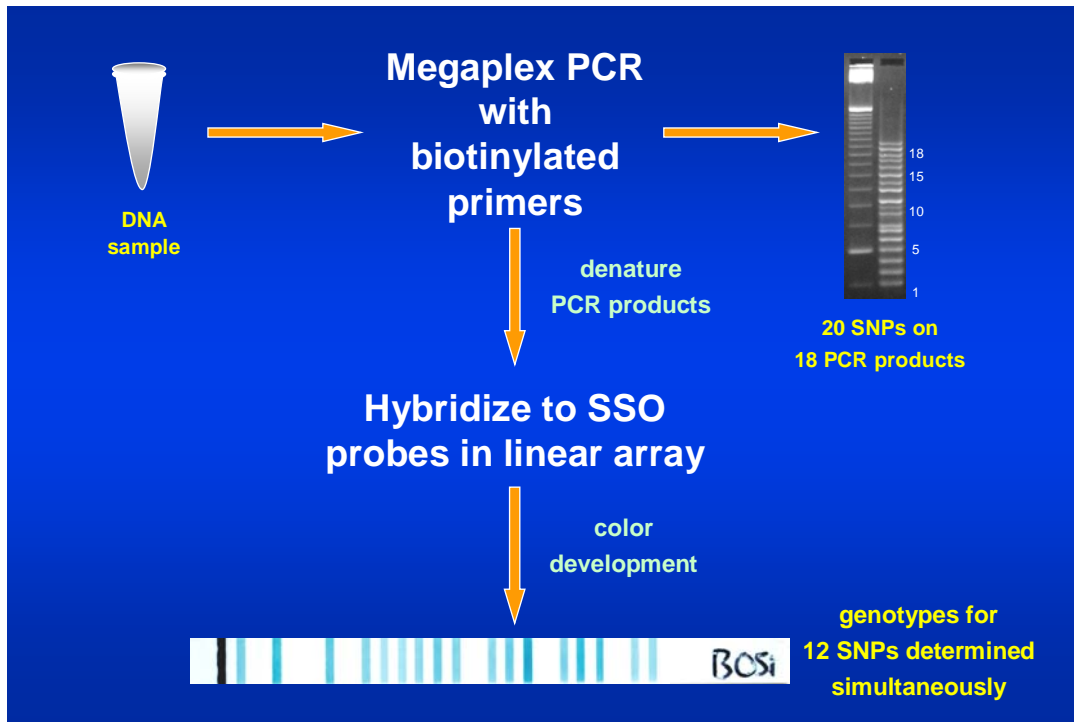 Megaplex PCR
with
biotinylated
primers
DNA
sample
18
15
10
5
1
20 SNPs on
18 PCR products
denature
PCR products
Hybridize to SSO
probes in linear array
color
development
BOSi
genotypes for
12 SNPs determined
simultaneously